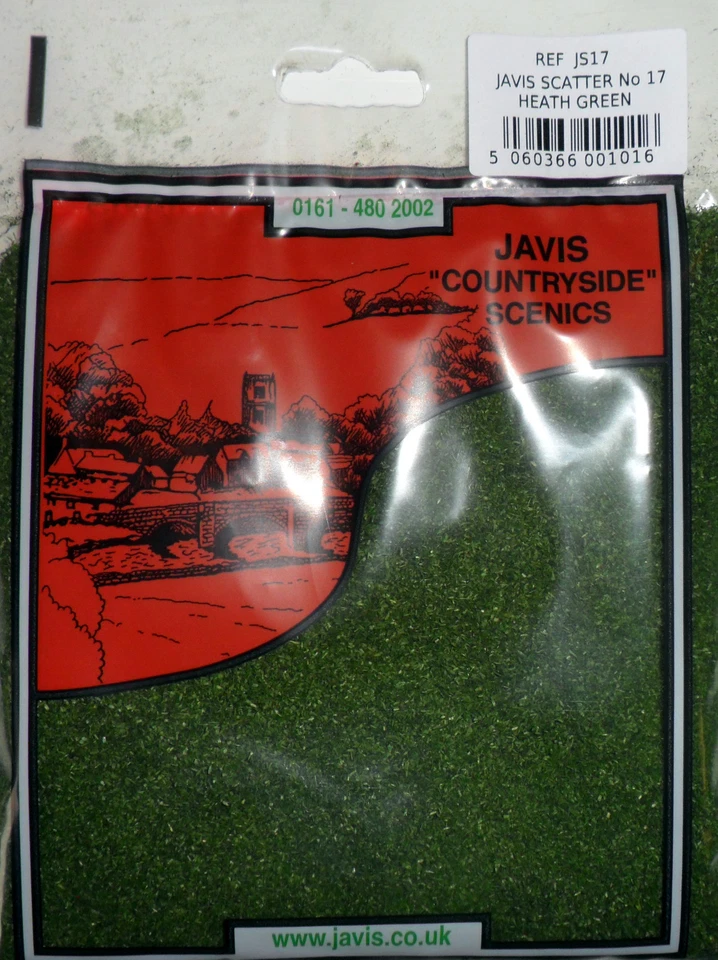 REF JS17
JAVIS SCATTER No 17
HEATH GREEN
5 060366 001016
0161 - 480 2002
JAVIS
"COUNTRYSIDE"
SCENICS
www.javis.co.uk